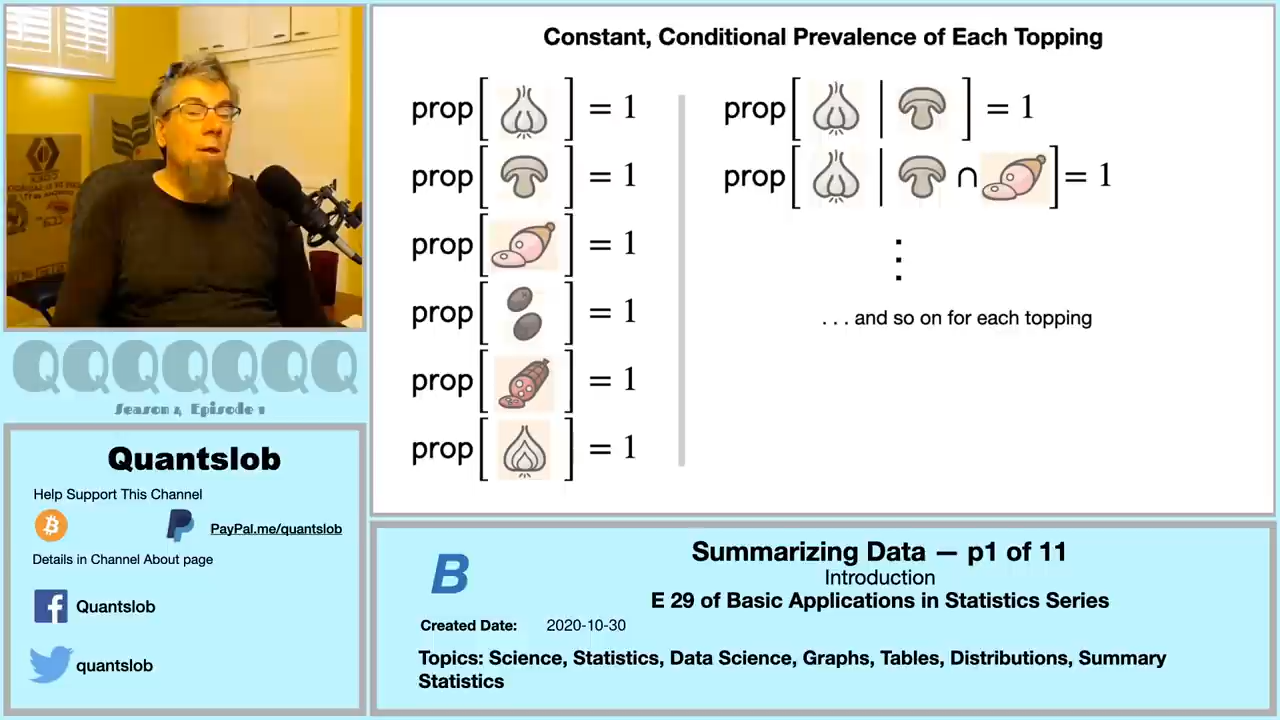 Constant, Conditional Prevalence of Each Topping
prop[ ] = 1
prop[ ] = 1
prop[ ] = 1
prop[ ] = 1
prop[ ] = 1
prop[ ] = 1
prop[ | ] = 1
prop[ | ∩ ] = 1
⋮
. . . and so on for each topping
QQQQQQQ
Season 4 Episode 1
Quantslob
Help Support This Channel
PayPal.me/quantslob
Details in Channel About page
Quantslob
quantslob
B
Summarizing Data — p1 of 11
Introduction
E 29 of Basic Applications in Statistics Series
Created Date: 2020-10-30
Topics: Science, Statistics, Data Science, Graphs, Tables, Distributions, Summary
Statistics